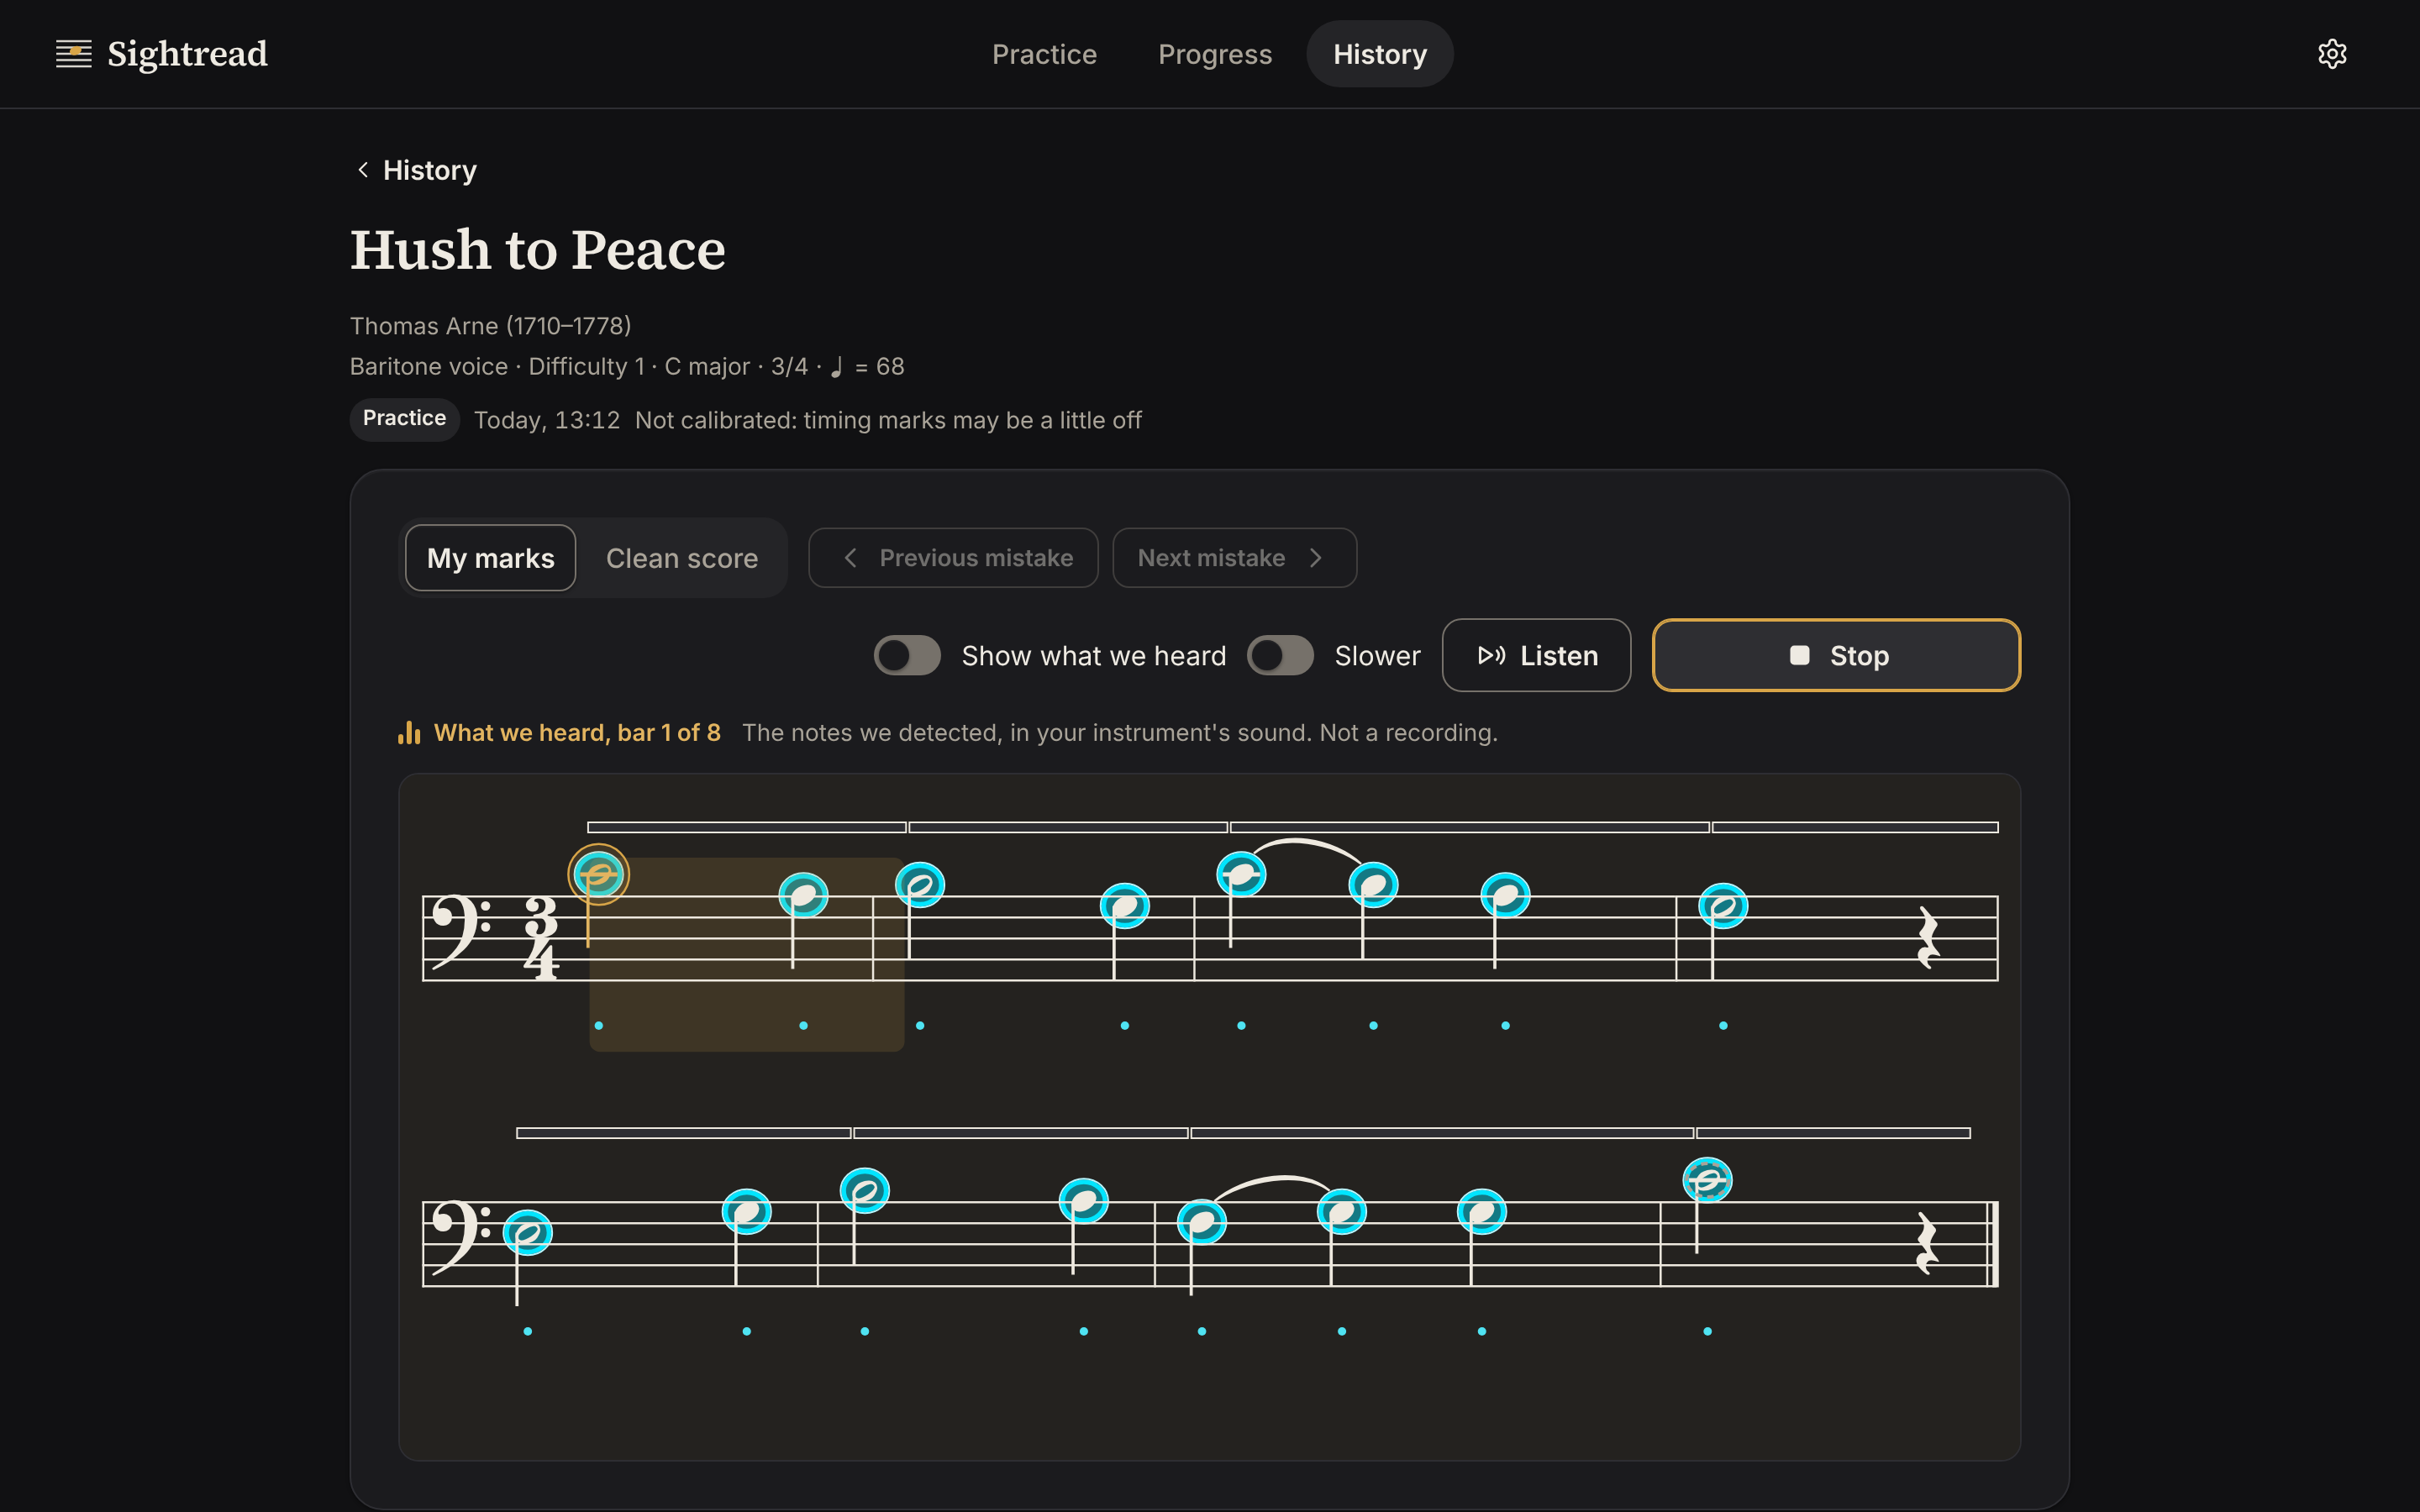 Sightread
Practice
Progress
History
History
Hush to Peace
Thomas Arne (1710–1778)
Baritone voice · Difficulty 1 · C major · 3/4 · ♩ = 68
Practice Today, 13:12 Not calibrated: timing marks may be a little off
My marks
Clean score
Previous mistake
Next mistake
Show what we heard
Slower
Listen
Stop
What we heard, bar 1 of 8 The notes we detected, in your instrument's sound. Not a recording.
3
4